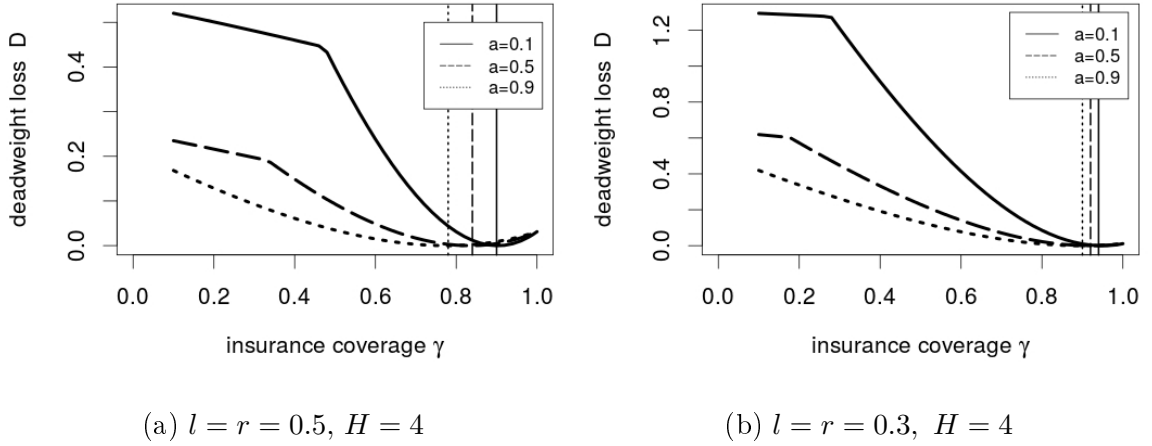 deadweight loss D
0.0
0.2
0.4
a=0.1
a=0.5
a=0.9
0.0 0.2 0.4 0.6 0.8 1.0
insurance coverage γ
(a) l = r = 0.5, H = 4
deadweight loss D
0.0
0.4
0.8
1.2
a=0.1
a=0.5
a=0.9
0.0 0.2 0.4 0.6 0.8 1.0
insurance coverage γ
(b) l = r = 0.3, H = 4